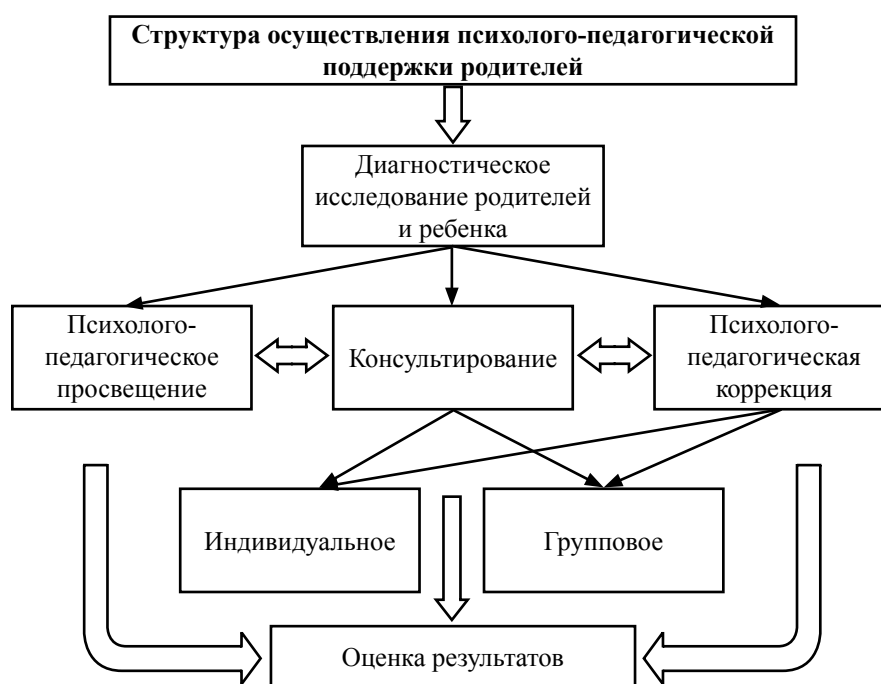 Структура осуществления психолого-педагогической
поддержки родителей
Диагностическое
исследование родителей
и ребенка
Психолого-
педагогическое
просвещение
Консультирование
Психолого-
педагогическая
коррекция
Индивидуальное
Групповое
Оценка результатов